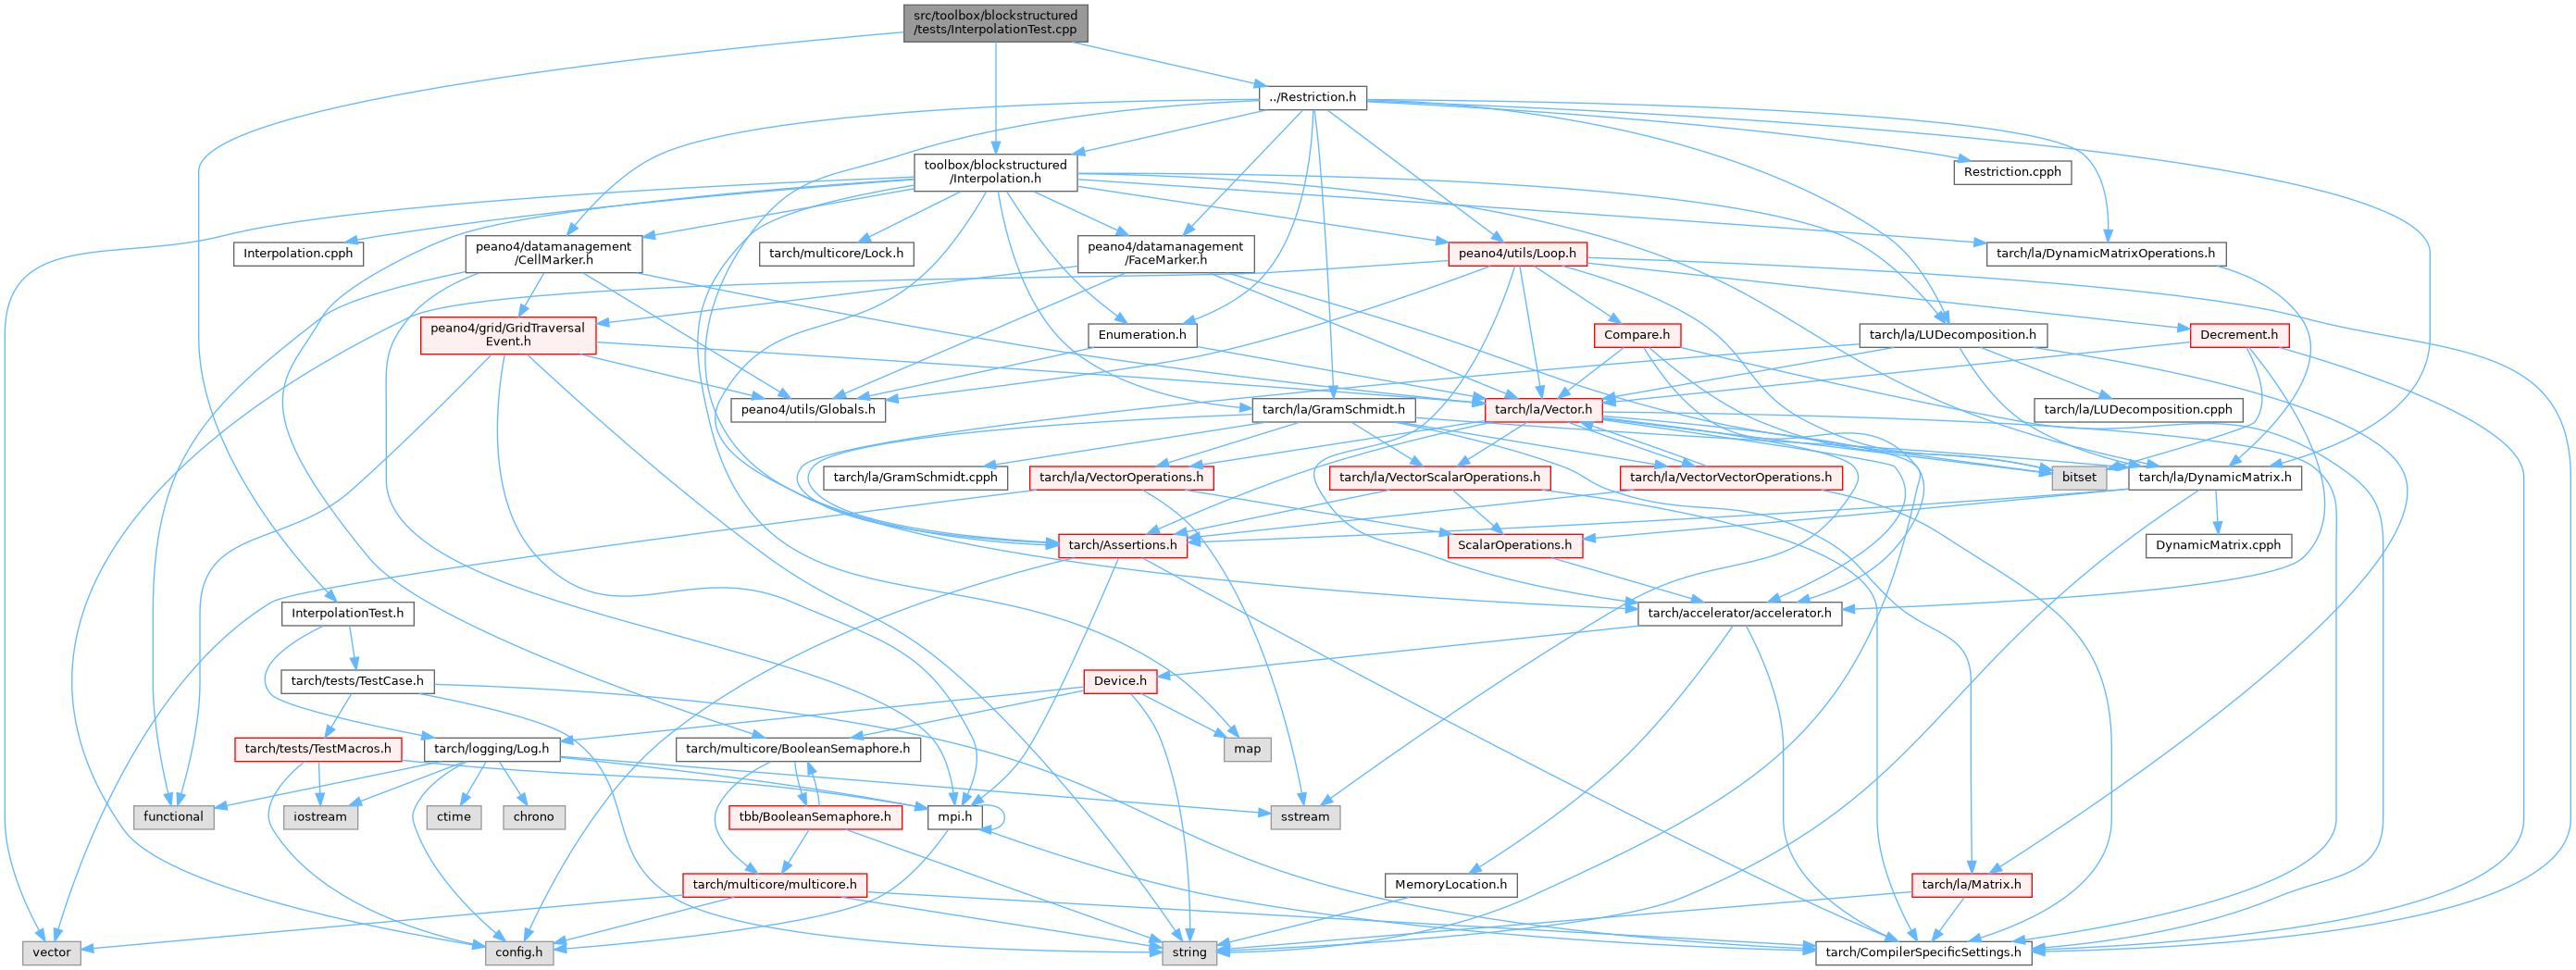 src/toolbox/blockstructured
/tests/InterpolationTest.cpp
../Restriction.h
toolbox/blockstructured
/Interpolation.h
Restriction.cpph
Interpolation.cpph
peano4/datamanagement
/CellMarker.h
tarch/multicore/Lock.h
peano4/datamanagement
/FaceMarker.h
peano4/utils/Loop.h
tarch/la/DynamicMatrixOperations.h
peano4/grid/GridTraversal
Event.h
Enumeration.h
Compare.h
tarch/la/LUDecomposition.h
Decrement.h
peano4/utils/Globals.h
tarch/la/GramSchmidt.h
tarch/la/Vector.h
tarch/la/LUDecomposition.cpph
tarch/la/GramSchmidt.cpph
tarch/la/VectorOperations.h
tarch/la/VectorScalarOperations.h
tarch/la/VectorVectorOperations.h
bitset
tarch/la/DynamicMatrix.h
tarch/Assertions.h
ScalarOperations.h
DynamicMatrix.cpph
InterpolationTest.h
tarch/accelerator/accelerator.h
tarch/tests/TestCase.h
Device.h
tarch/tests/TestMacros.h
tarch/logging/Log.h
tarch/multicore/BooleanSemaphore.h
map
functional
iostream
ctime
chrono
tbb/BooleanSemaphore.h
mpi.h
sstream
tarch/multicore/multicore.h
MemoryLocation.h
tarch/la/Matrix.h
vector
config.h
string
tarch/CompilerSpecificSettings.h